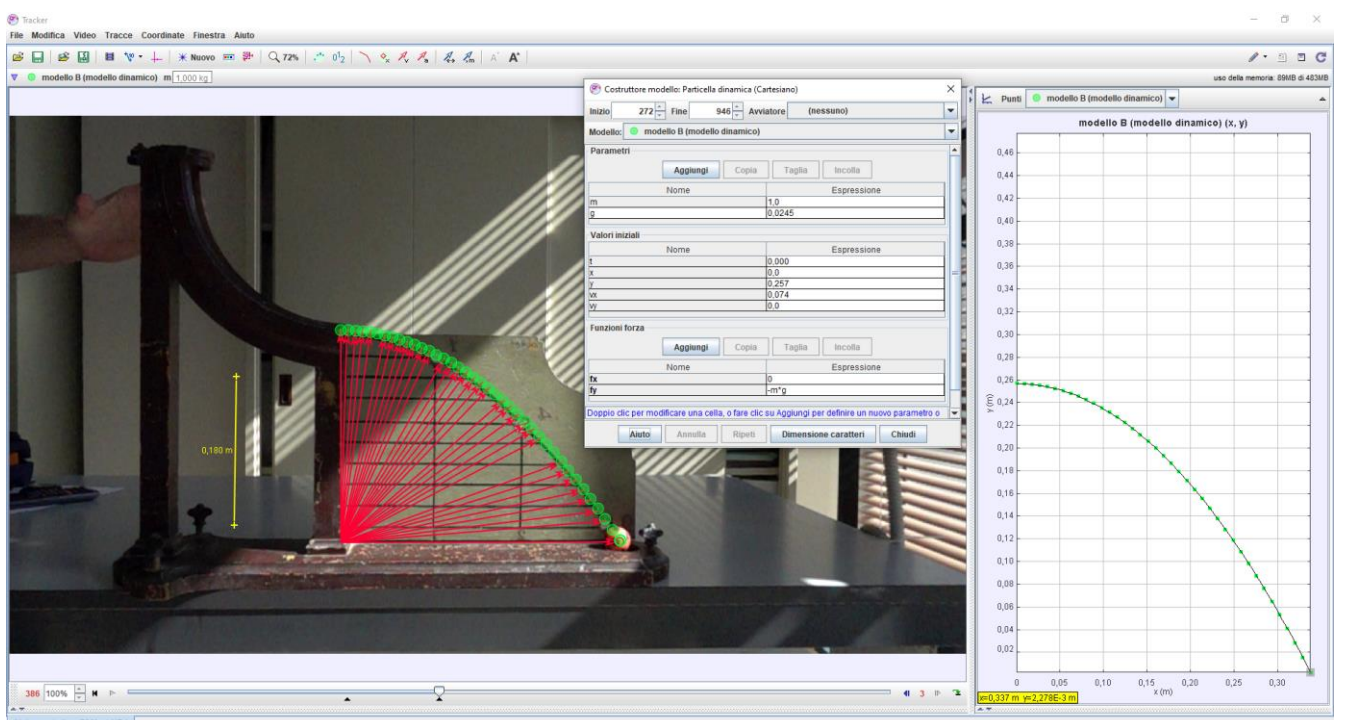 Tracker
File Modifica Video Tracce Coordinate Finestra Aiuto
Nuovo 72%
modello B (modello dinamico) m 1,000 kg
uso della memoria: 89MB di 483MB
Costruttore modello: Particella dinamica (Cartesiano)
Inizio 272 Fine 946 Avviatore (nessuno)
Modello: modello B (modello dinamico)
Parametri
Aggiungi Copia Taglia Incolla
Nome Espressione
m 1,0
g 0,0245
Valori iniziali
Nome Espressione
t 0,000
x 0,0
y 0,257
vx 0,074
vy 0,0
Funzioni forza
Aggiungi Copia Taglia Incolla
Nome Espressione
fx 0
fy -m*g
Doppio clic per modificare una cella, o fare clic su Aggiungi per definire un nuovo parametro o
Aiuto Annulla Ripeti Dimensione caratteri Chiudi
0,180 m
386 100% 3
Punti modello B (modello dinamico)
modello B (modello dinamico) (x, y)
0,46
0,44
0,42
0,40
0,38
0,36
0,34
0,32
0,30
0,28
0,26
0,24
0,22
0,20
0,18
0,16
0,14
0,12
0,10
0,08
0,06
0,04
0,02
y (m)
0 0,05 0,10 0,15 0,20 0,25 0,30
x (m)
x=0,337 m y=2,278E-3 m